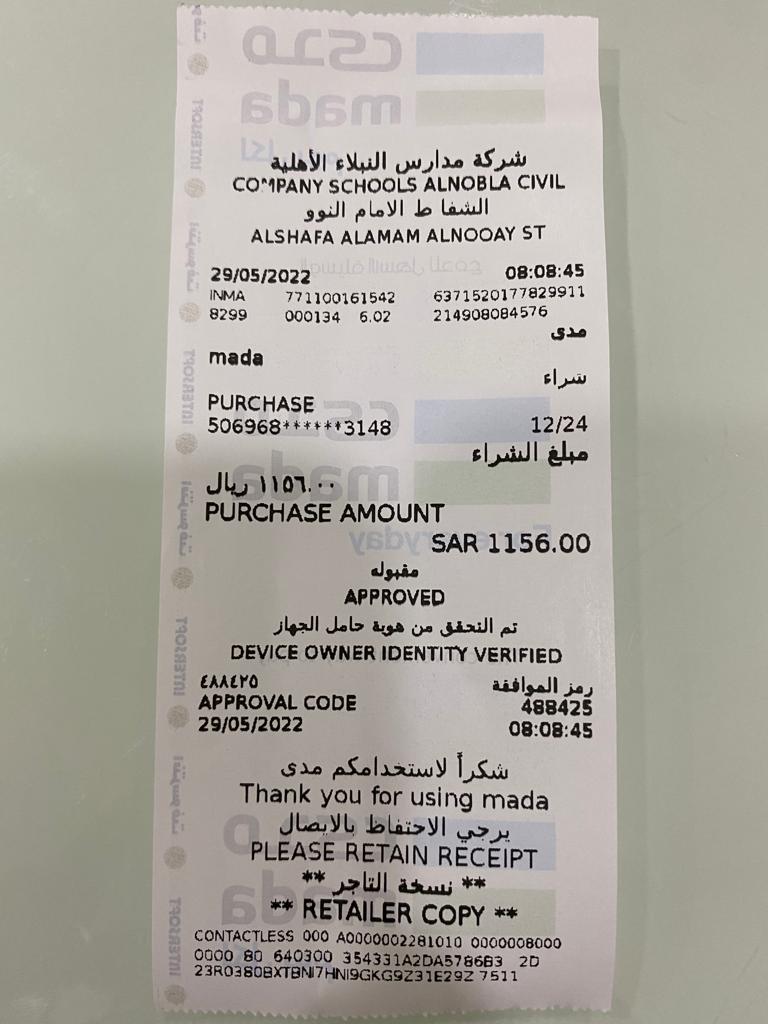 شركة مدارس النبلاء الأهلية
COMPANY SCHOOLS ALNOBLA CIVIL
الشفا ط الامام النوو
ALSHAFA ALAMAM ALNOOAY ST
29/05/2022 08:08:45
INMA 771100161542 6371520177829911
8299 000134 6.02 214908084576
مدى
mada
شراء
PURCHASE
506968******3148 12/24
مبلغ الشراء
١١٥٦.٠٠ ريال
PURCHASE AMOUNT
SAR 1156.00
مقبوله
APPROVED
تم التحقق من هوية حامل الجهاز
DEVICE OWNER IDENTITY VERIFIED
٤٨٨٤٢٥ رمز الموافقة
APPROVAL CODE 488425
29/05/2022 08:08:45
شكراً لاستخدامكم مدى
Thank you for using mada
يرجي الاحتفاظ بالايصال
PLEASE RETAIN RECEIPT
** نسخة التاجر **
** RETAILER COPY **
CONTACTLESS 000 A0000002281010 0000008000
0000 80 640300 354331A2DA5786B3 2D
23R0380BXTBNI7HNI9GKG9Z31E29Z 7511